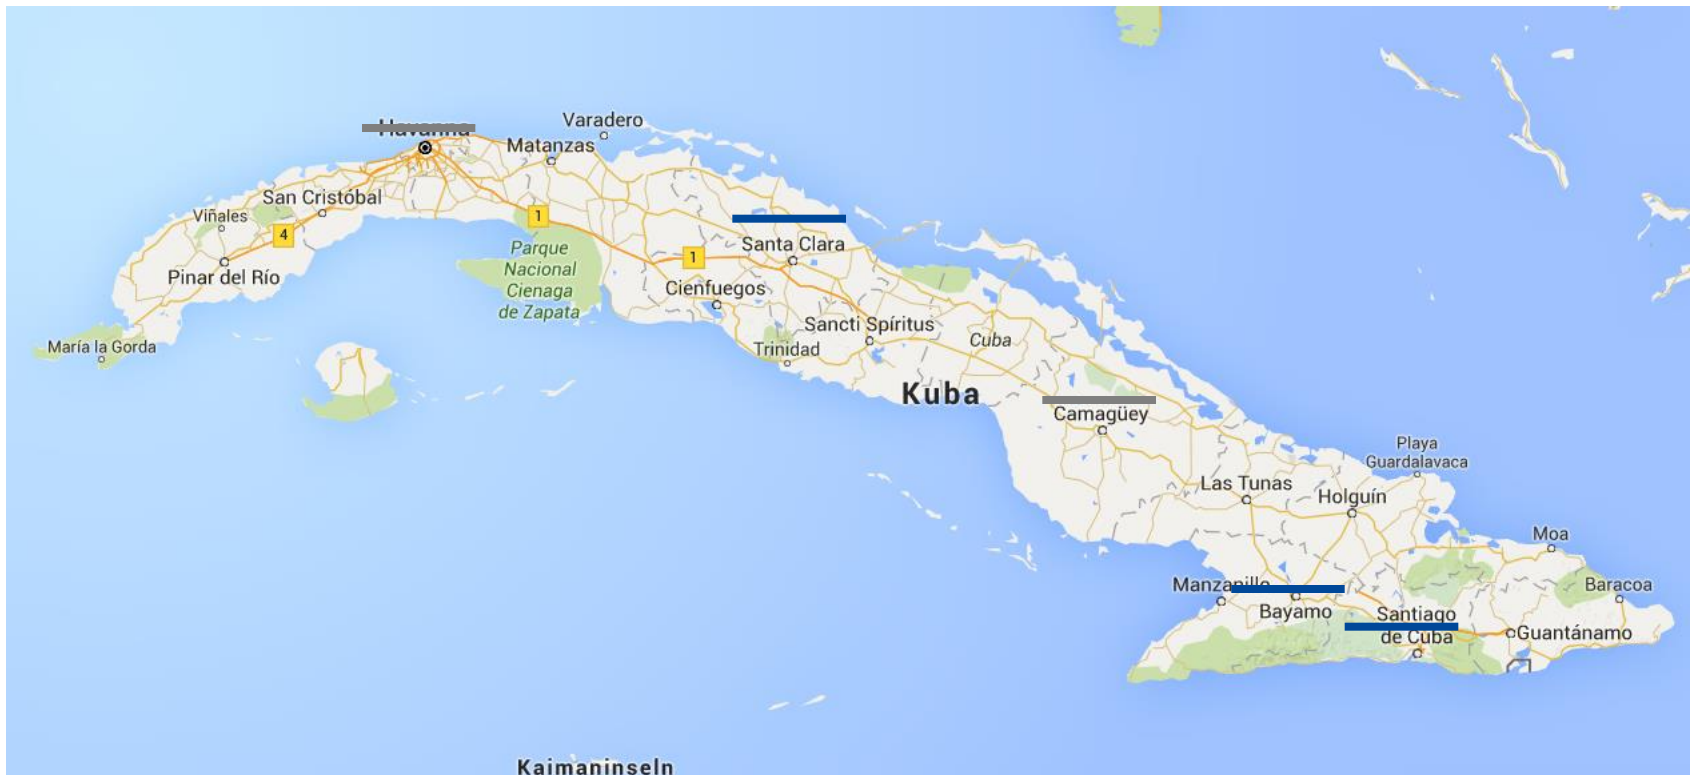 Havanna
Varadero
Matanzas
San Cristóbal
Viñales
1
4
Pinar del Río
Parque
Nacional
Cienaga
de Zapata
Santa Clara
1
Cienfuegos
Sancti Spíritus
Cuba
María la Gorda
Trinidad
Kuba
Camagüey
Playa
Guardalavaca
Las Tunas
Holguín
Moa
Manzanillo
Baracoa
Bayamo
Santiago
de Cuba
Guantánamo
Kaimaninseln